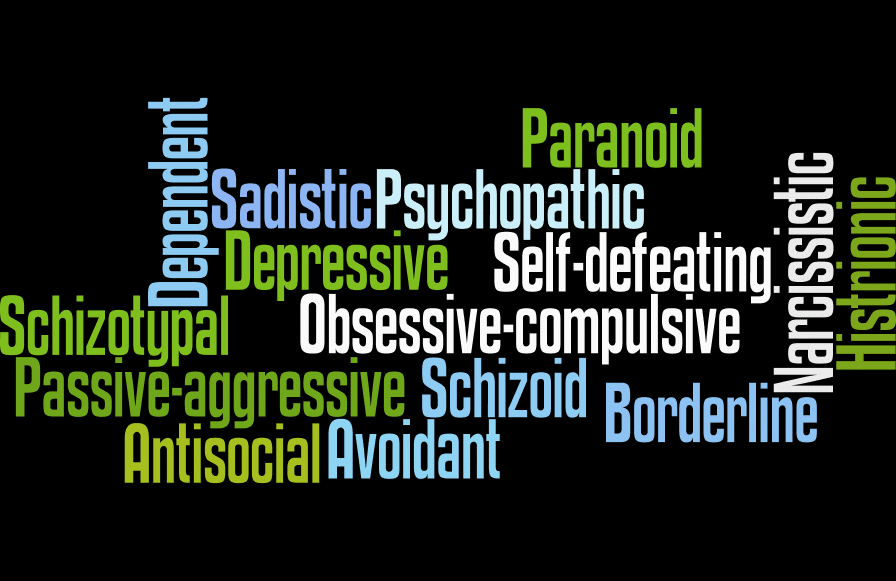 Dependent
Paranoid
Sadistic
Psychopathic
Narcissistic
Histrionic
Depressive
Self-defeating
Schizotypal
Obsessive-compulsive
Passive-aggressive
Schizoid
Borderline
Antisocial
Avoidant